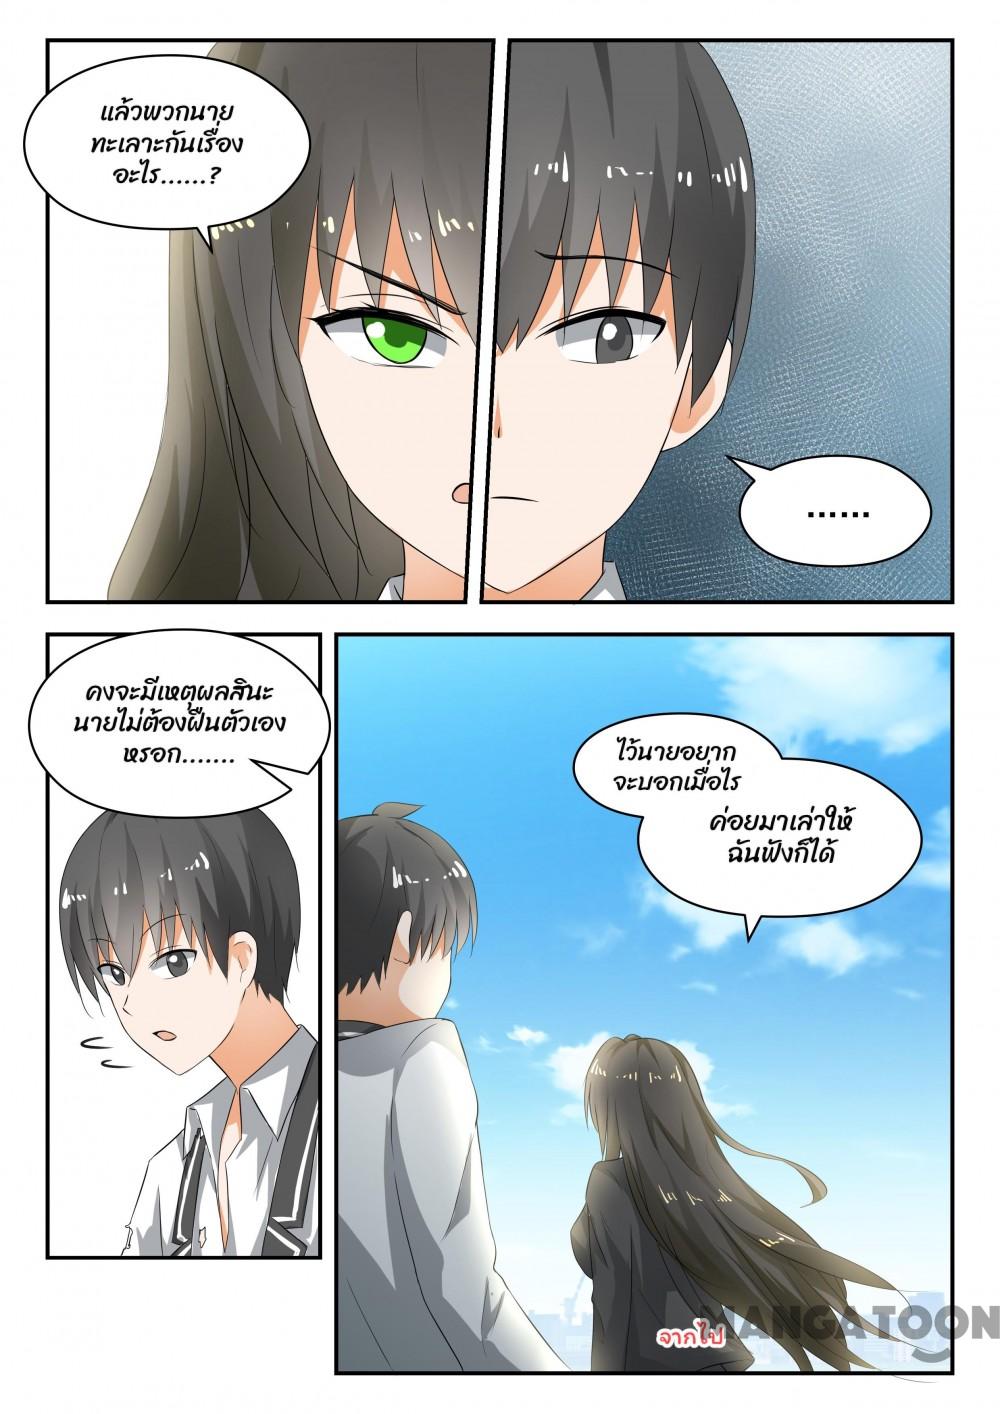 แล้วพวกนาย
ทะเลาะกันเรื่อง
อะไร......?
......
คงจะมีเหตุผลสินะ
นายไม่ต้องฝืนตัวเอง
หรอก.......
ไว้นายอยาก
จะบอกเมื่อไร
ค่อยมาเล่าให้
ฉันฟังก็ได้
จากไป
MANGATOON